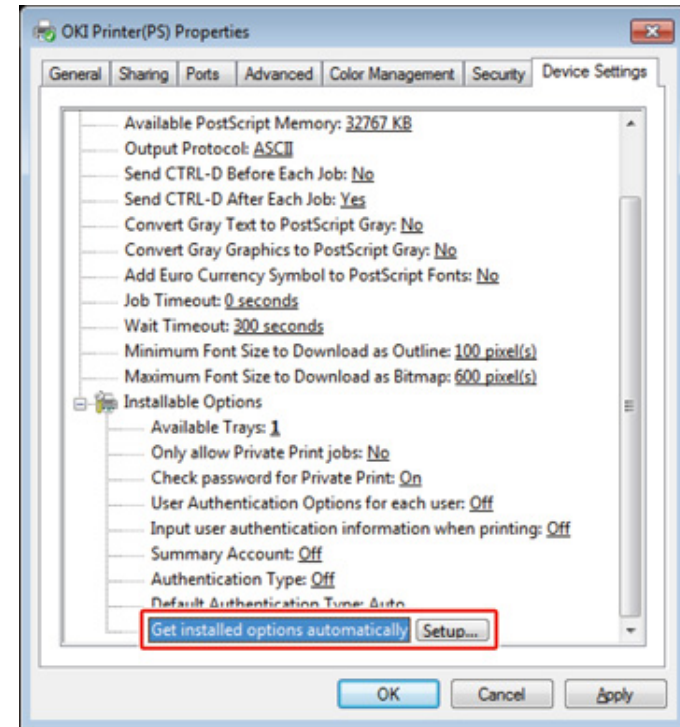 OKI Printer(PS) Properties
General Sharing Ports Advanced Color Management Security Device Settings
Available PostScript Memory: 32767 KB
Output Protocol: ASCII
Send CTRL-D Before Each Job: No
Send CTRL-D After Each Job: Yes
Convert Gray Text to PostScript Gray: No
Convert Gray Graphics to PostScript Gray: No
Add Euro Currency Symbol to PostScript Fonts: No
Job Timeout: 0 seconds
Wait Timeout: 300 seconds
Minimum Font Size to Download as Outline: 100 pixel(s)
Maximum Font Size to Download as Bitmap: 600 pixel(s)
Installable Options
Available Trays: 1
Only allow Private Print jobs: No
Check password for Private Print: On
User Authentication Options for each user: Off
Input user authentication information when printing: Off
Summary Account: Off
Authentication Type: Off
Default Authentication Type: Auto
Get installed options automatically Setup...
OK Cancel Apply